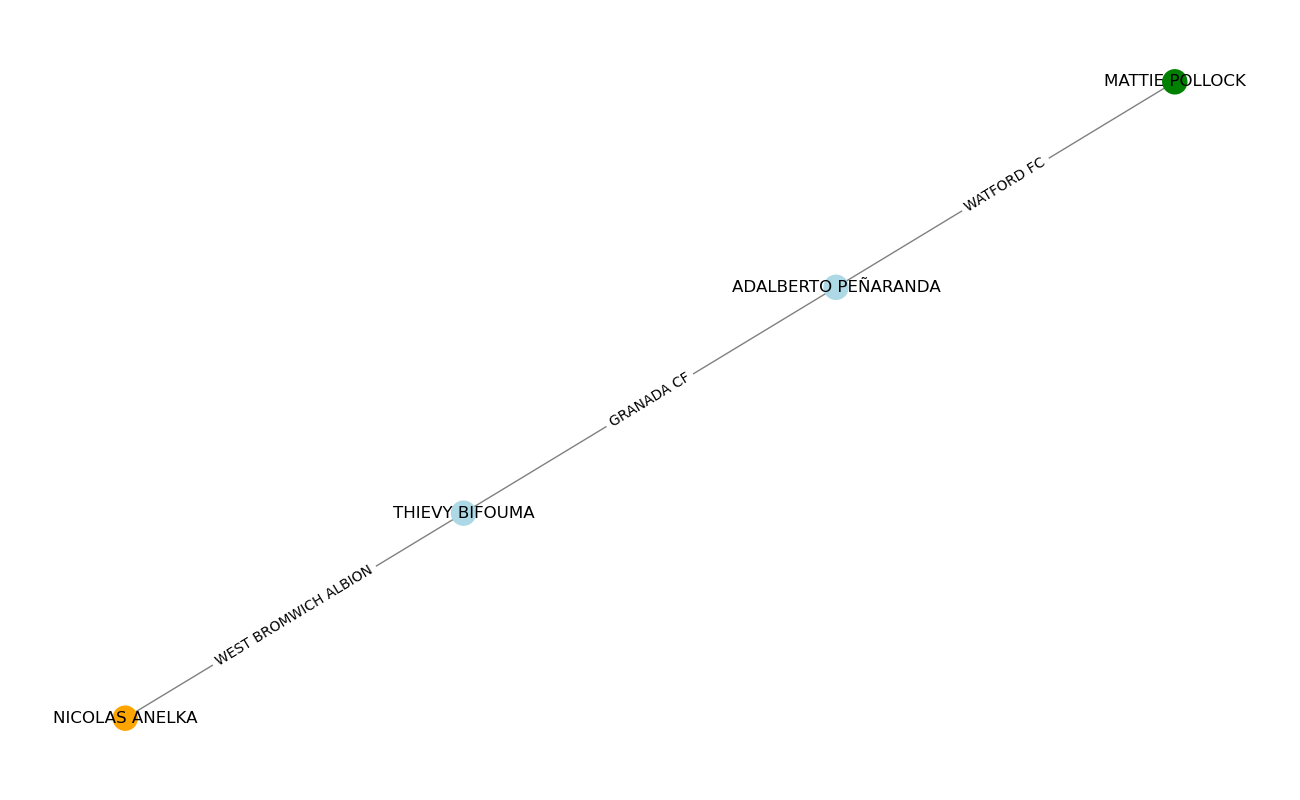 MATTIE POLLOCK
WATFORD FC
ADALBERTO PEÑARANDA
GRANADA CF
THIEVY BIFOUMA
WEST BROMWICH ALBION
NICOLAS ANELKA